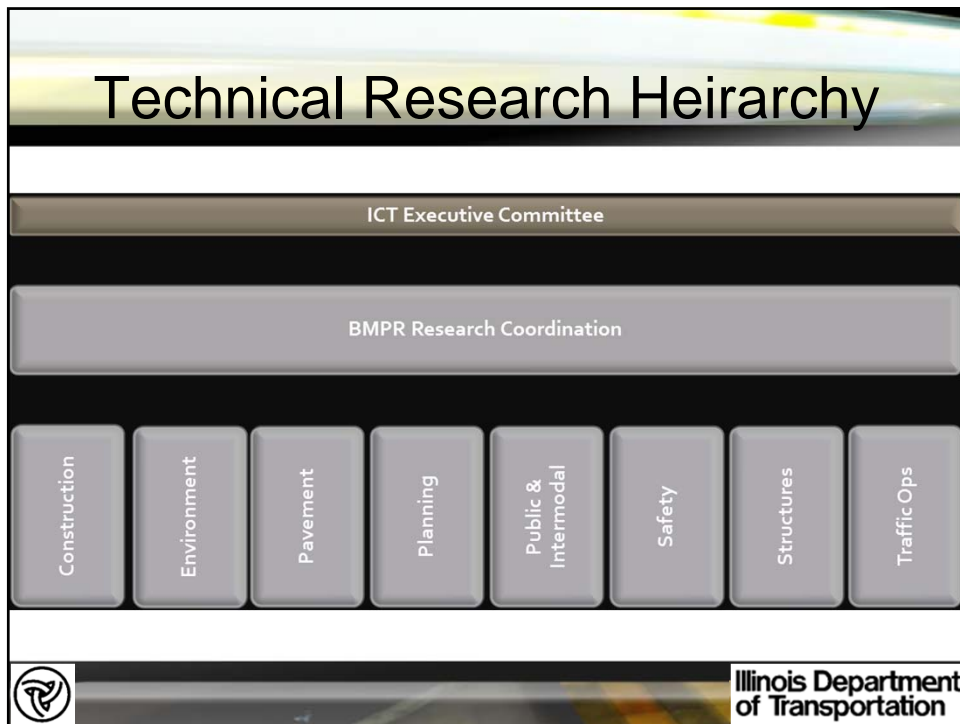 Technical Research Heirarchy
ICT Executive Committee
BMPR Research Coordination
Construction
Environment
Pavement
Planning
Public &
Intermodal
Safety
Structures
Traffic Ops
Illinois Department
of Transportation